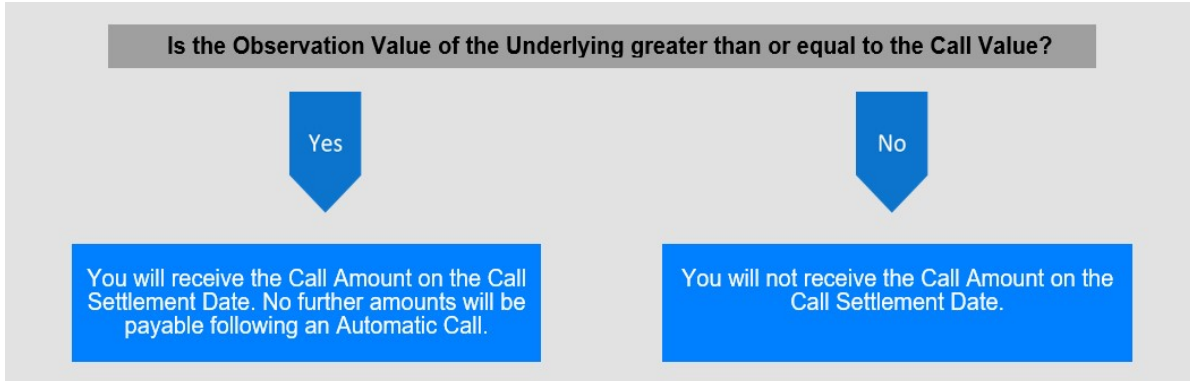 Is the Observation Value of the Underlying greater than or equal to the Call Value?
Yes
No
You will receive the Call Amount on the Call
Settlement Date. No further amounts will be
payable following an Automatic Call.
You will not receive the Call Amount on the
Call Settlement Date.